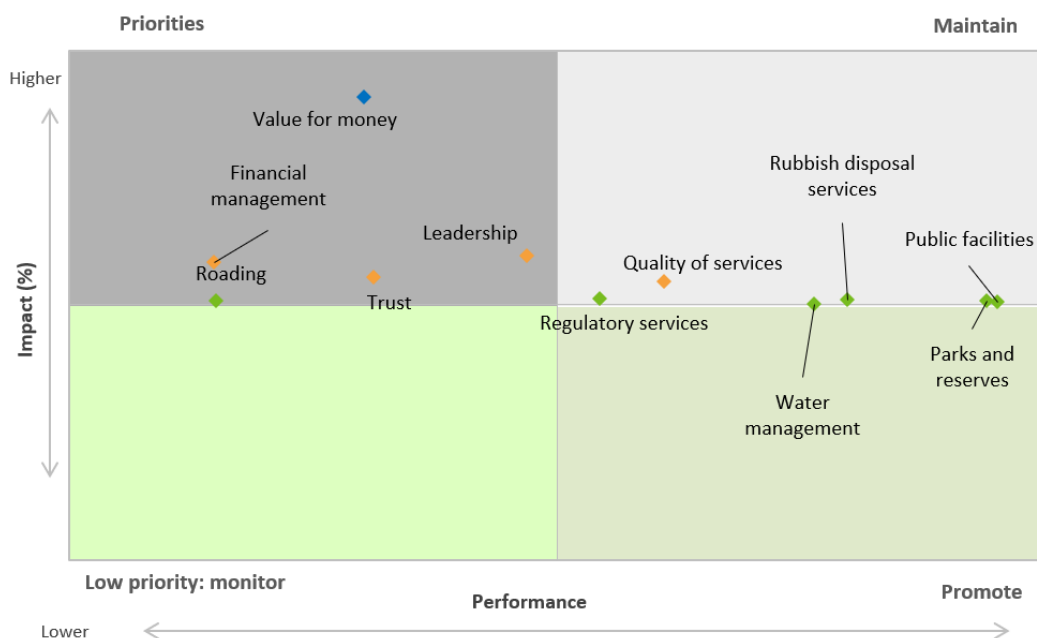 Priorities
Maintain
Higher
Value for money
Rubbish disposal
services
Financial
management
Leadership
Public facilities
Quality of services
Roading
Trust
Regulatory services
Impact (%)
Parks and
reserves
Water
management
Low priority: monitor
Performance
Promote
Lower